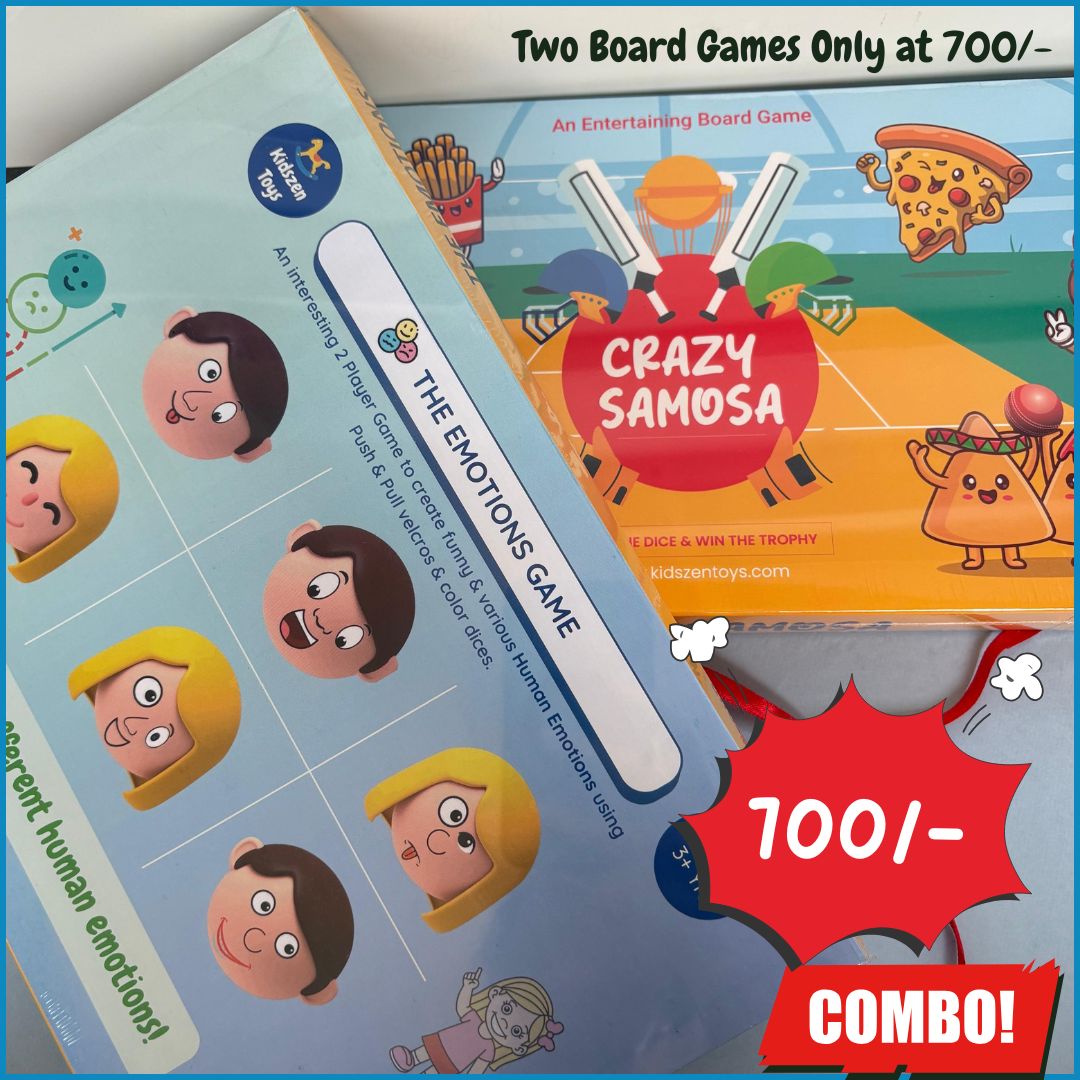 Two Board Games Only at 700/-
An Entertaining Board Game
CRAZY
SAMOSA
DICE & WIN THE TROPHY
kidszentoys.com
Kidszen
Toys
THE EMOTIONS GAME
An interesting 2 Player Game to create funny & various Human Emotions using
Push & Pull velcros & color dices.
human emotions!
3+
700/-
COMBO!